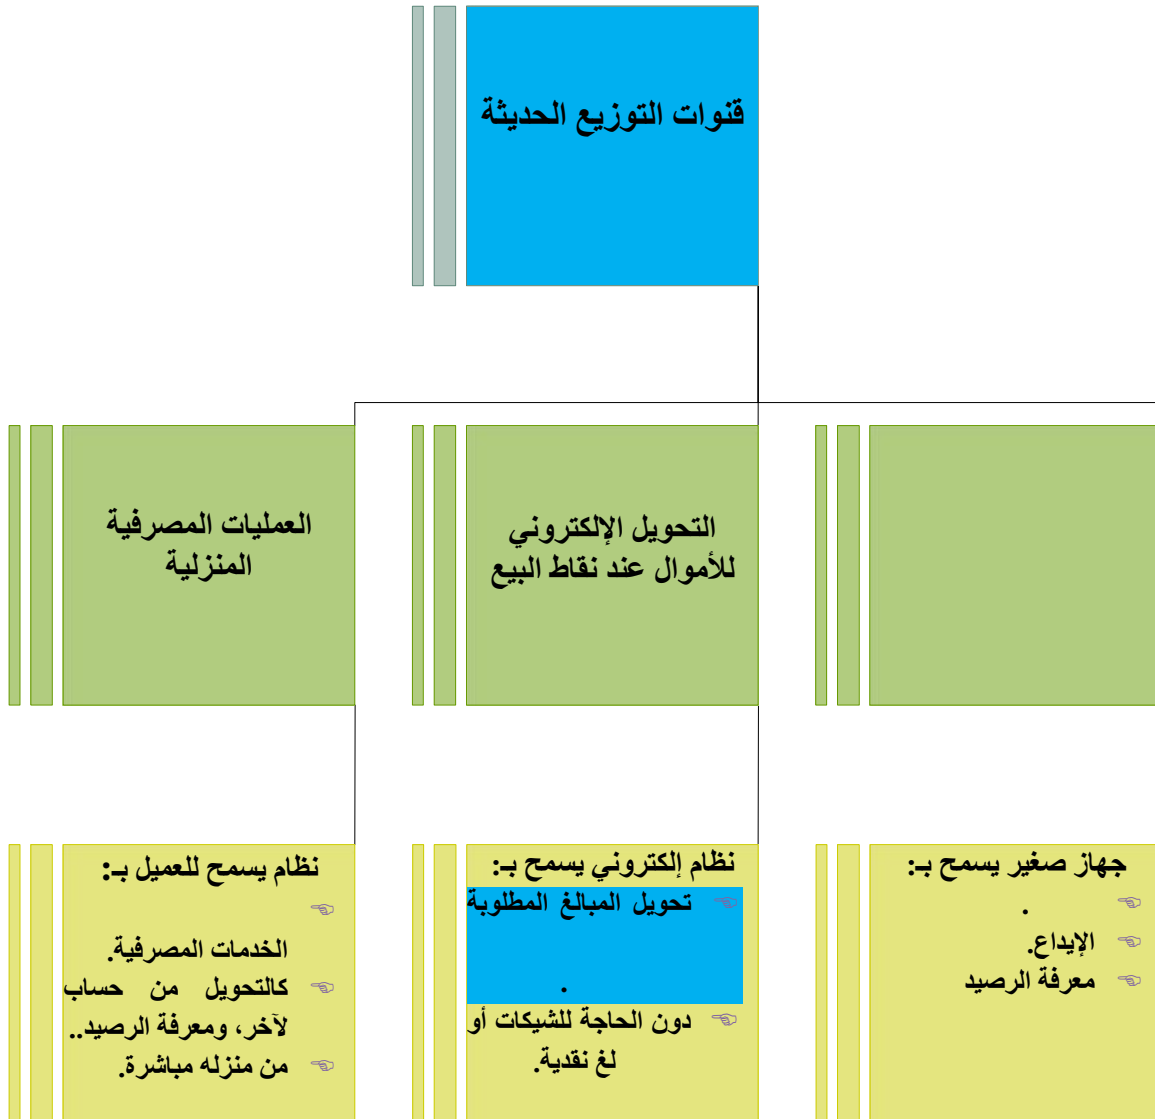 قنوات التوزيع الحديثة
التحويل الإلكتروني
للأموال عند نقاط البيع
العمليات المصرفية
المنزلية
جهاز صغير يسمح بـ:
.
الإيداع.
معرفة الرصيد
نظام إلكتروني يسمح بـ:
تحويل المبالغ المطلوبة
.
دون الحاجة للشيكات أو
لغ نقدية.
نظام يسمح للعميل بـ:
الخدمات المصرفية.
كالتحويل من حساب
لآخر، ومعرفة الرصيد..
من منزله مباشرة.